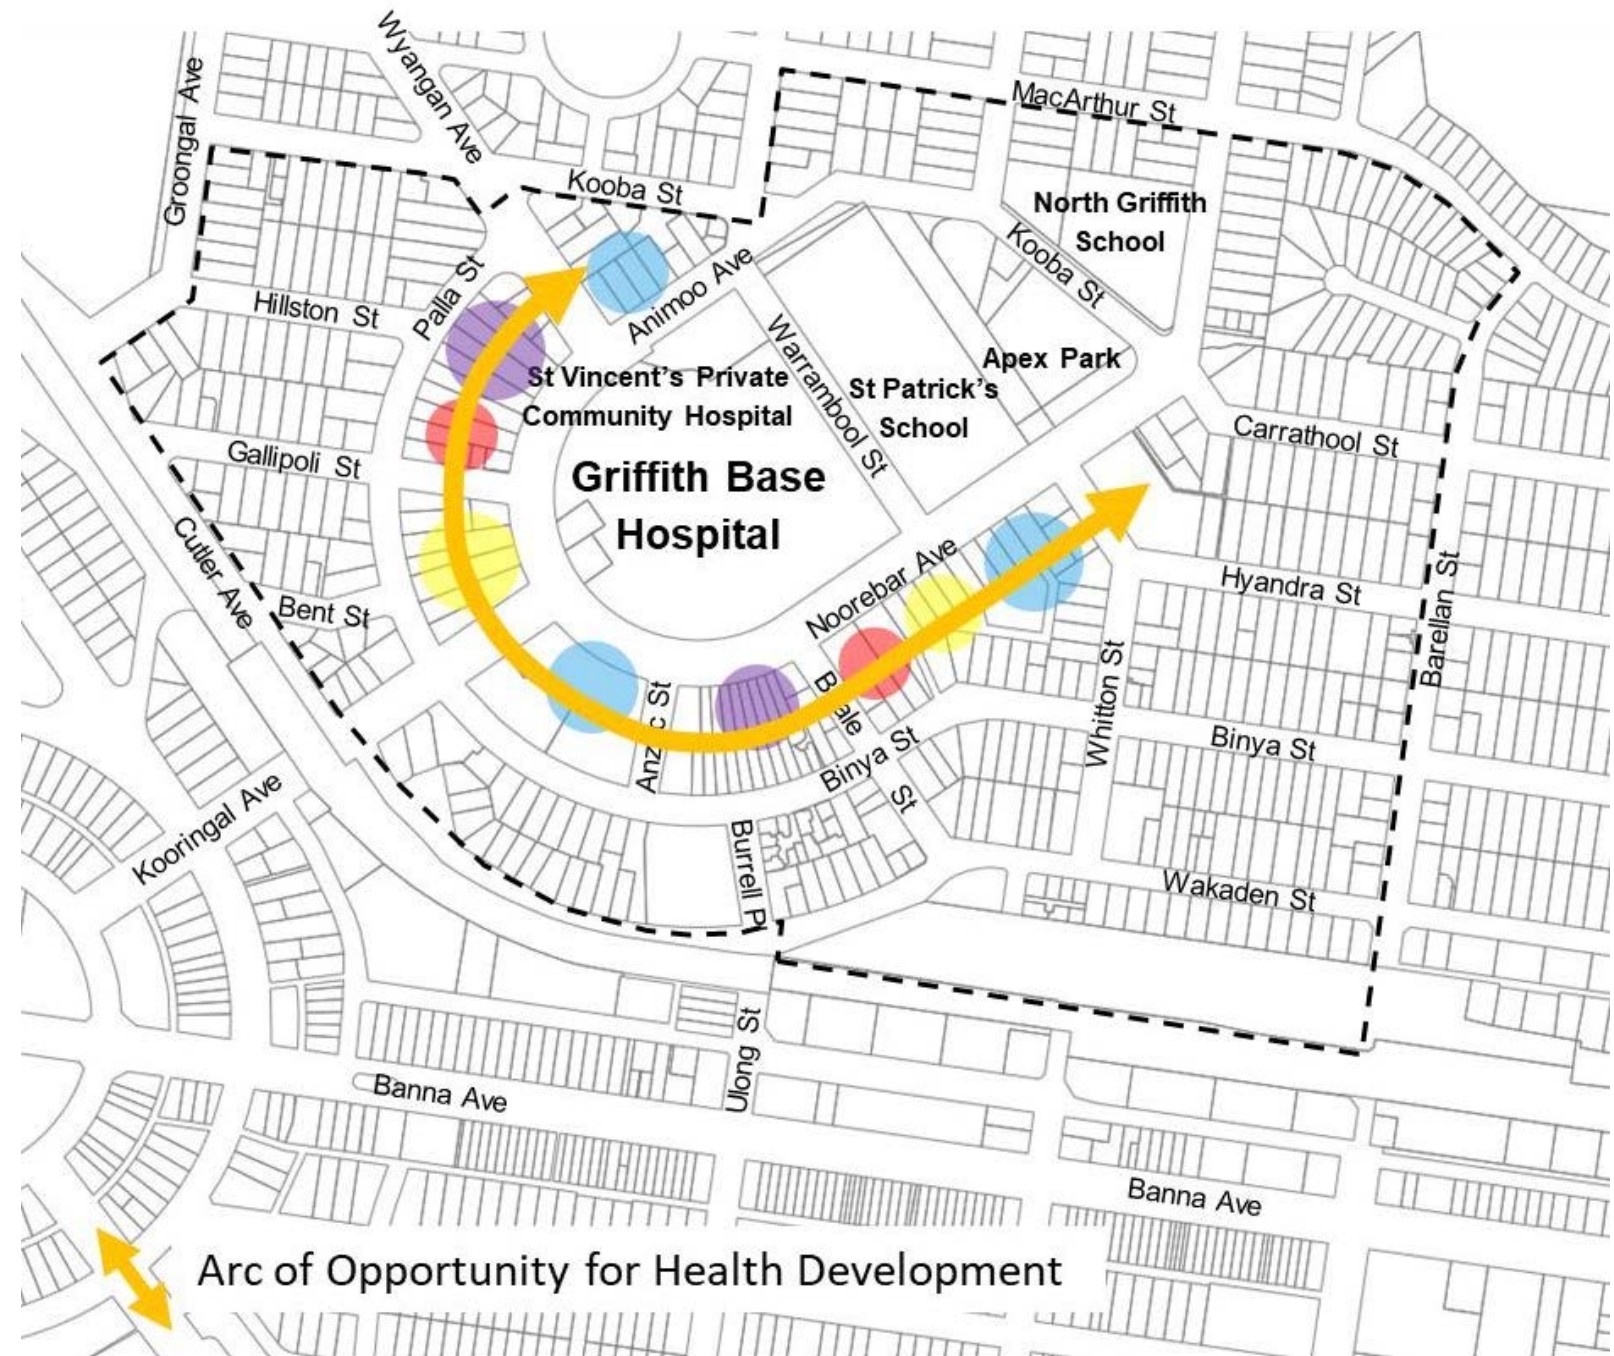 Wyangan Ave
Groongal Ave
MacArthur St
Kooba St
North Griffith
School
Kooba St
Palla St
Animoo Ave
Hillston St
Warrambool St
Apex Park
St Vincent's Private
Community Hospital
St Patrick's
School
Carrathool St
Gallipoli St
Griffith Base
Hospital
Cutler Ave
Noorebar Ave
Hyandra St
Barellan St
Bent St
Whitton St
Anz c St
B ale
St
Binya St
Binya St
Kooringal Ave
Burrell Pl
Wakaden St
Ulong St
Banna Ave
Banna Ave
Arc of Opportunity for Health Development